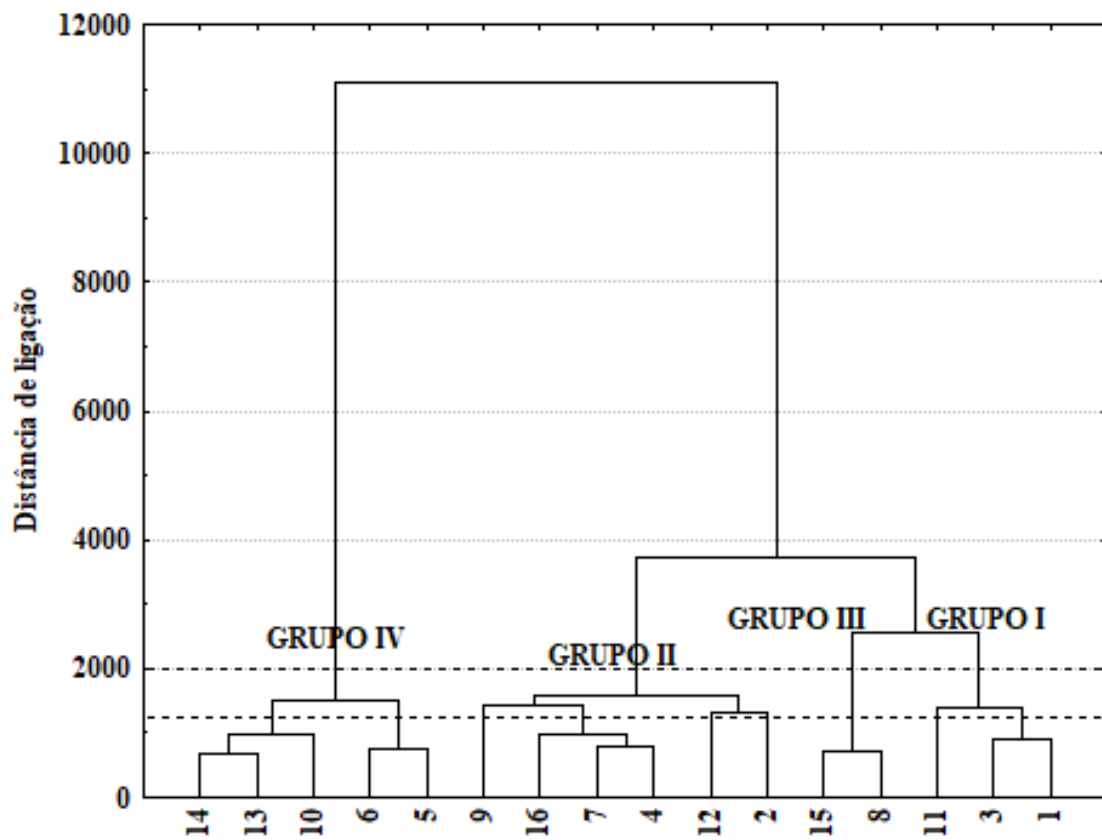 12000
10000
8000
6000
4000
2000
0
Distância de ligação
GRUPO IV
GRUPO II
GRUPO III
GRUPO I
14 13 10 6 5 9 16 7 4 12 2 15 8 11 3 1